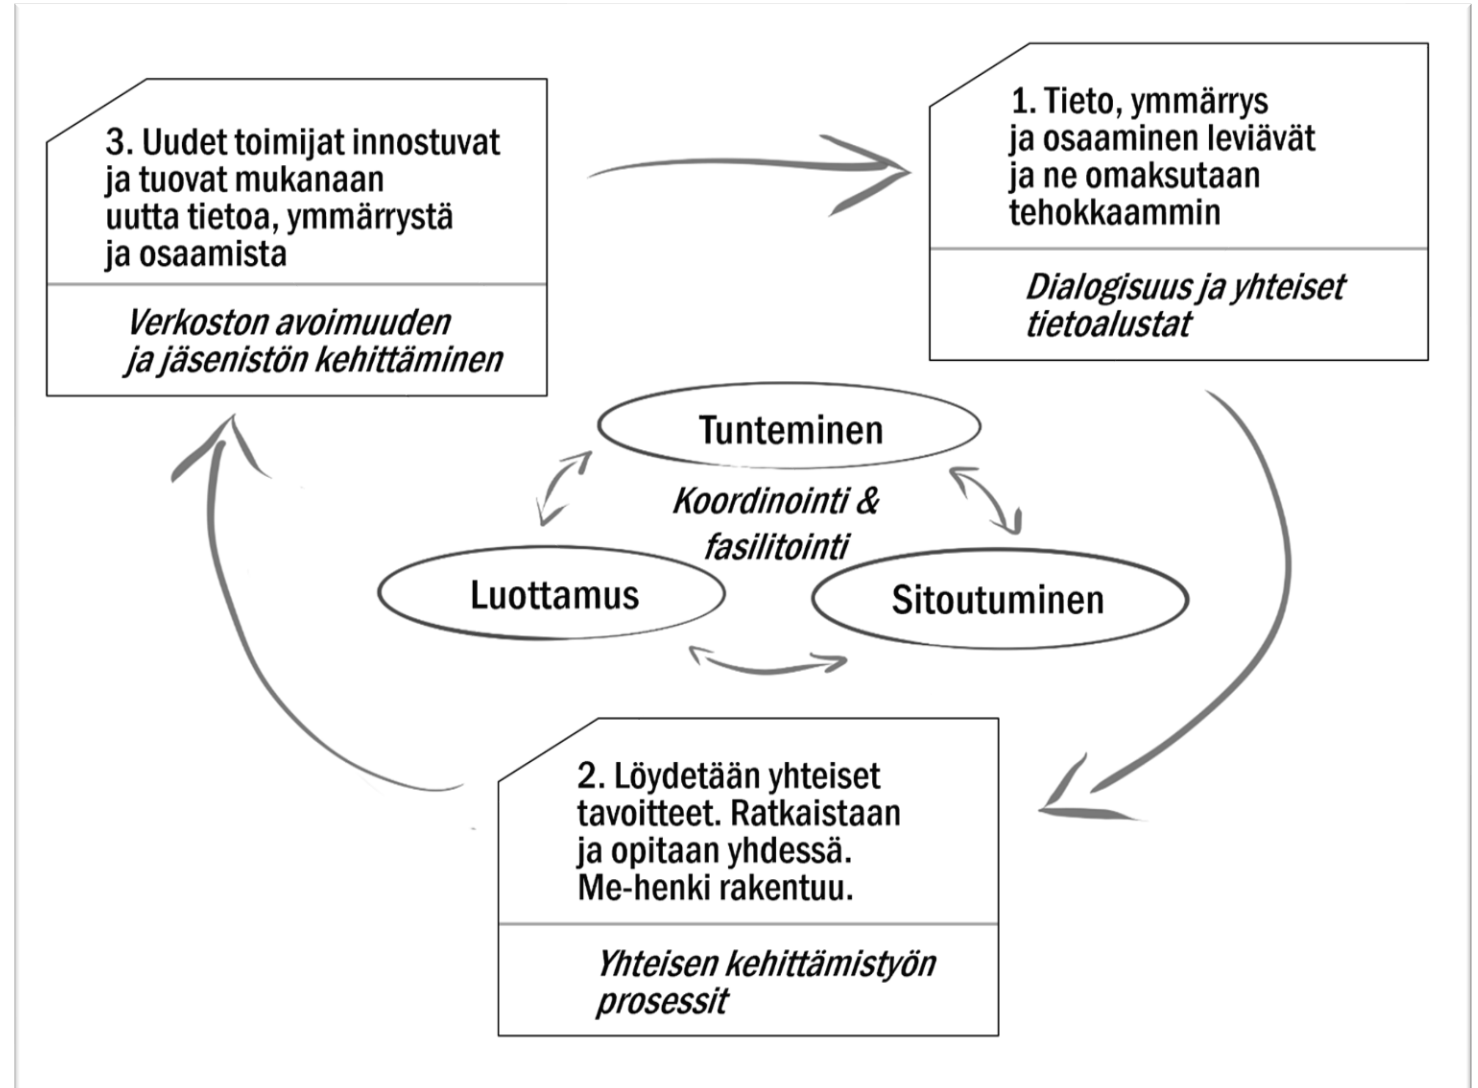 3. Uudet toimijat innostuvat
ja tuovat mukanaan
uutta tietoa, ymmärrystä
ja osaamista
Verkoston avoimuuden
ja jäsenistön kehittäminen
1. Tieto, ymmärrys
ja osaaminen leviävät
ja ne omaksutaan
tehokkaammin
Dialogisuus ja yhteiset
tietoalustat
Tunteminen
Koordinointi &
fasilitointi
Luottamus
Sitoutuminen
2. Löydetään yhteiset
tavoitteet. Ratkaistaan
ja opitaan yhdessä.
Me-henki rakentuu.
Yhteisen kehittämistyön
prosessit